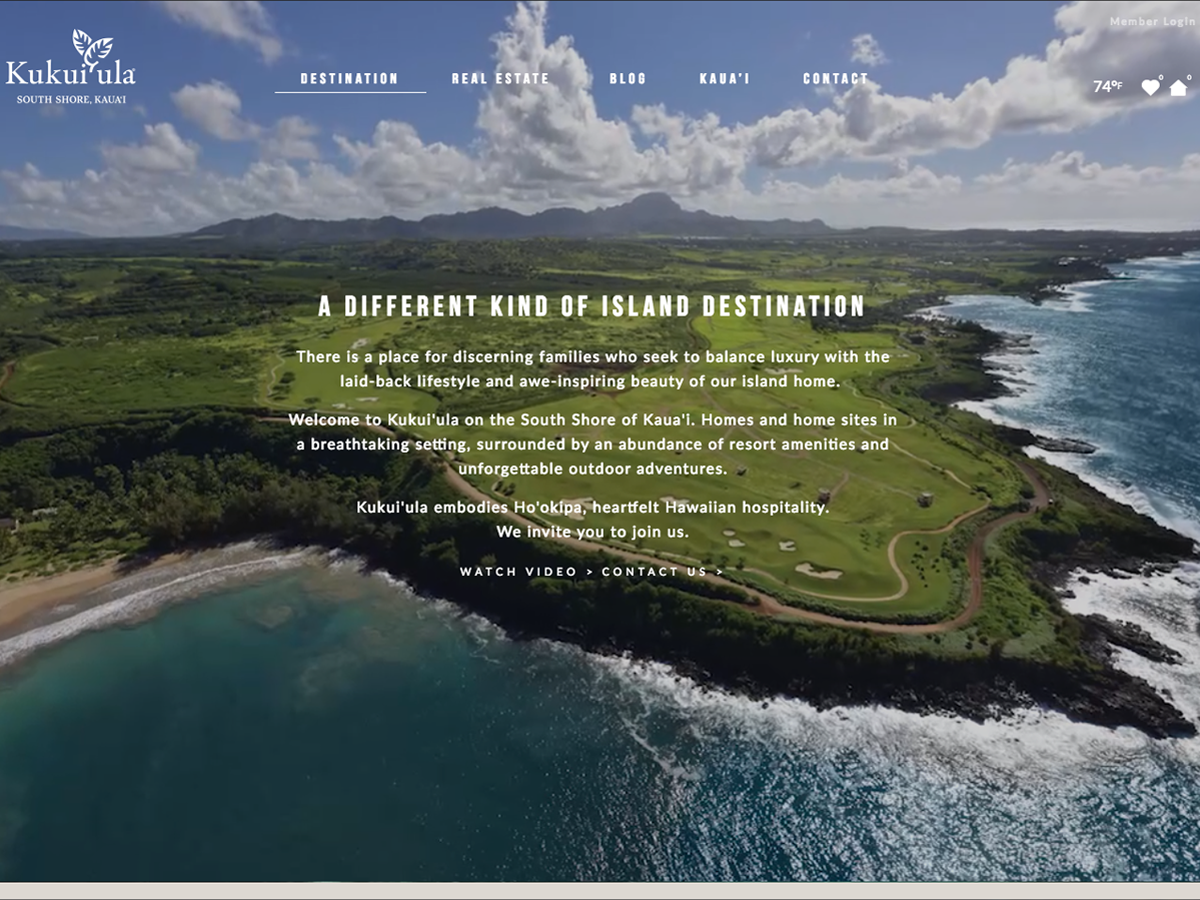 Member Login
Kukui'ula
SOUTH SHORE, KAUA'I
DESTINATION REAL ESTATE BLOG KAUA'I CONTACT
74°F 0 0
A DIFFERENT KIND OF ISLAND DESTINATION
There is a place for discerning families who seek to balance luxury with the
laid-back lifestyle and awe-inspiring beauty of our island home.
Welcome to Kukui'ula on the South Shore of Kaua'i. Homes and home sites in
a breathtaking setting, surrounded by an abundance of resort amenities and
unforgettable outdoor adventures.
Kukui'ula embodies Ho'okipa, heartfelt Hawaiian hospitality.
We invite you to join us.
WATCH VIDEO > CONTACT US >